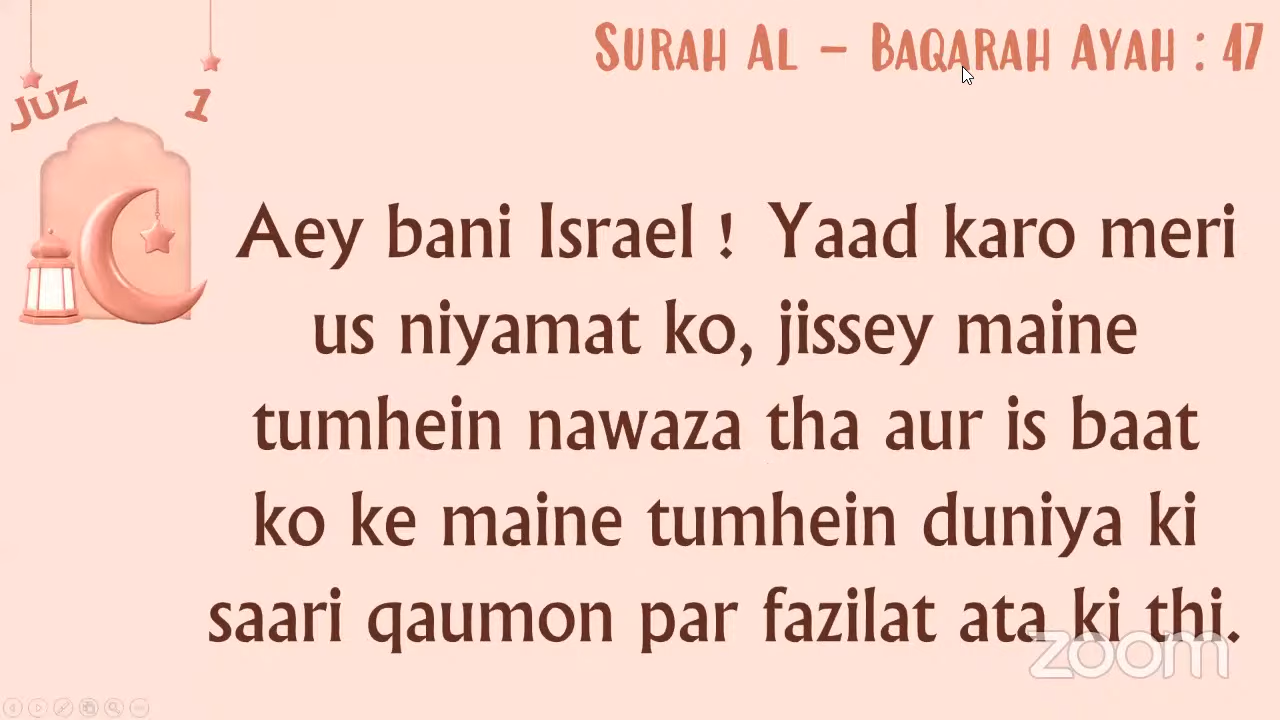 SURAH AL - BAQARAH AYAH : 47
JUZ 1
Aey bani Israel ! Yaad karo meri
us niyamat ko, jissey maine
tumhein nawaza tha aur is baat
ko ke maine tumhein duniya ki
saari qaumon par fazilat ata ki thi.
zoom